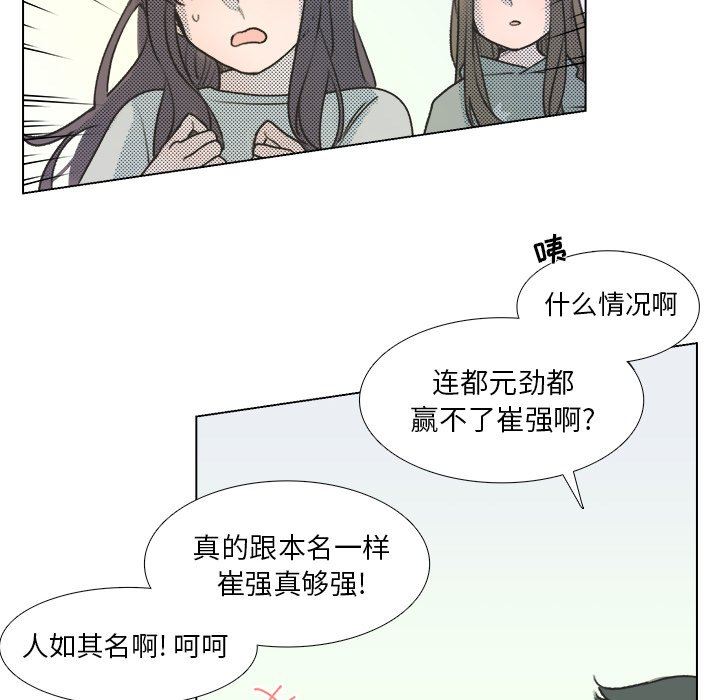 咦
什么情况啊
连都元劲都
赢不了崔强啊?
真的跟本名一样
崔强真够强!
人如其名啊! 呵呵